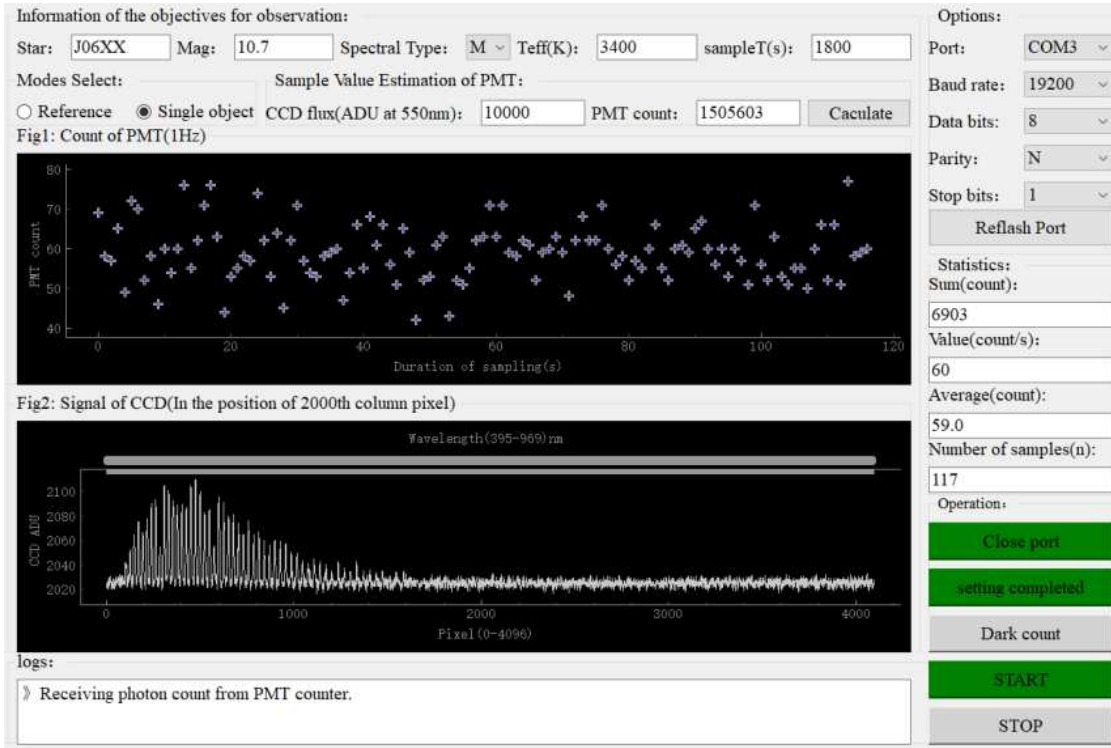 Information of the objectives for observation:
Star: J06XX Mag: 10.7 Spectral Type: M Teff(K): 3400 sampleT(s): 1800
Modes Select:
Sample Value Estimation of PMT:
Reference Single object CCD flux(ADU at 550nm): 10000 PMT count: 1505603 Caculate
Fig1: Count of PMT(1Hz)
80
70
60
50
40
PMT count
0 20 40 60 80 100 120
Duration of sampling(s)
Fig2: Signal of CCD(In the position of 2000th column pixel)
Wavelength(395-969)nm
2100
2080
2060
2040
2020
CCD ADU
0 1000 2000 3000 4000
Pixel(0-4096)
logs:
》 Receiving photon count from PMT counter.
Options:
Port: COM3
Baud rate: 19200
Data bits: 8
Parity: N
Stop bits: 1
Reflash Port
Statistics:
Sum(count):
6903
Value(count/s):
60
Average(count):
59.0
Number of samples(n):
117
Operation:
Close port
setting completed
Dark count
START
STOP